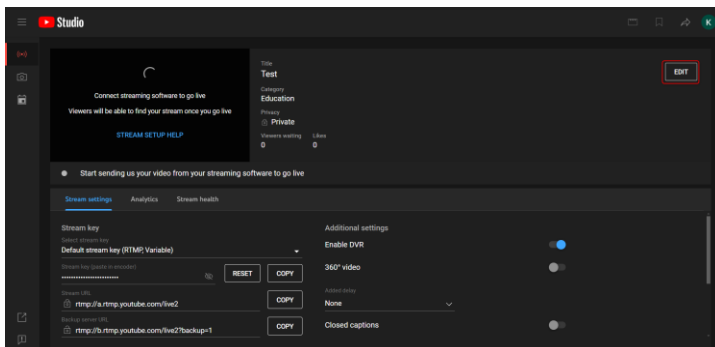 Studio
K
Connect streaming software to go live
Viewers will be able to find your stream once you go live
STREAM SETUP HELP
Title
Test
Category
Education
Privacy
Private
Viewers waiting Likes
0 0
EDIT
Start sending us your video from your streaming software to go live
Stream settings Analytics Stream health
Stream key
Select stream key
Default stream key (RTMP, Variable)
Stream key (paste in encoder)
•••••••••••••••••••••••• RESET COPY
Stream URL
rtmp://a.rtmp.youtube.com/live2 COPY
Backup server URL
rtmp://b.rtmp.youtube.com/live2?backup=1 COPY
Additional settings
Enable DVR
360° video
Added delay
None
Closed captions